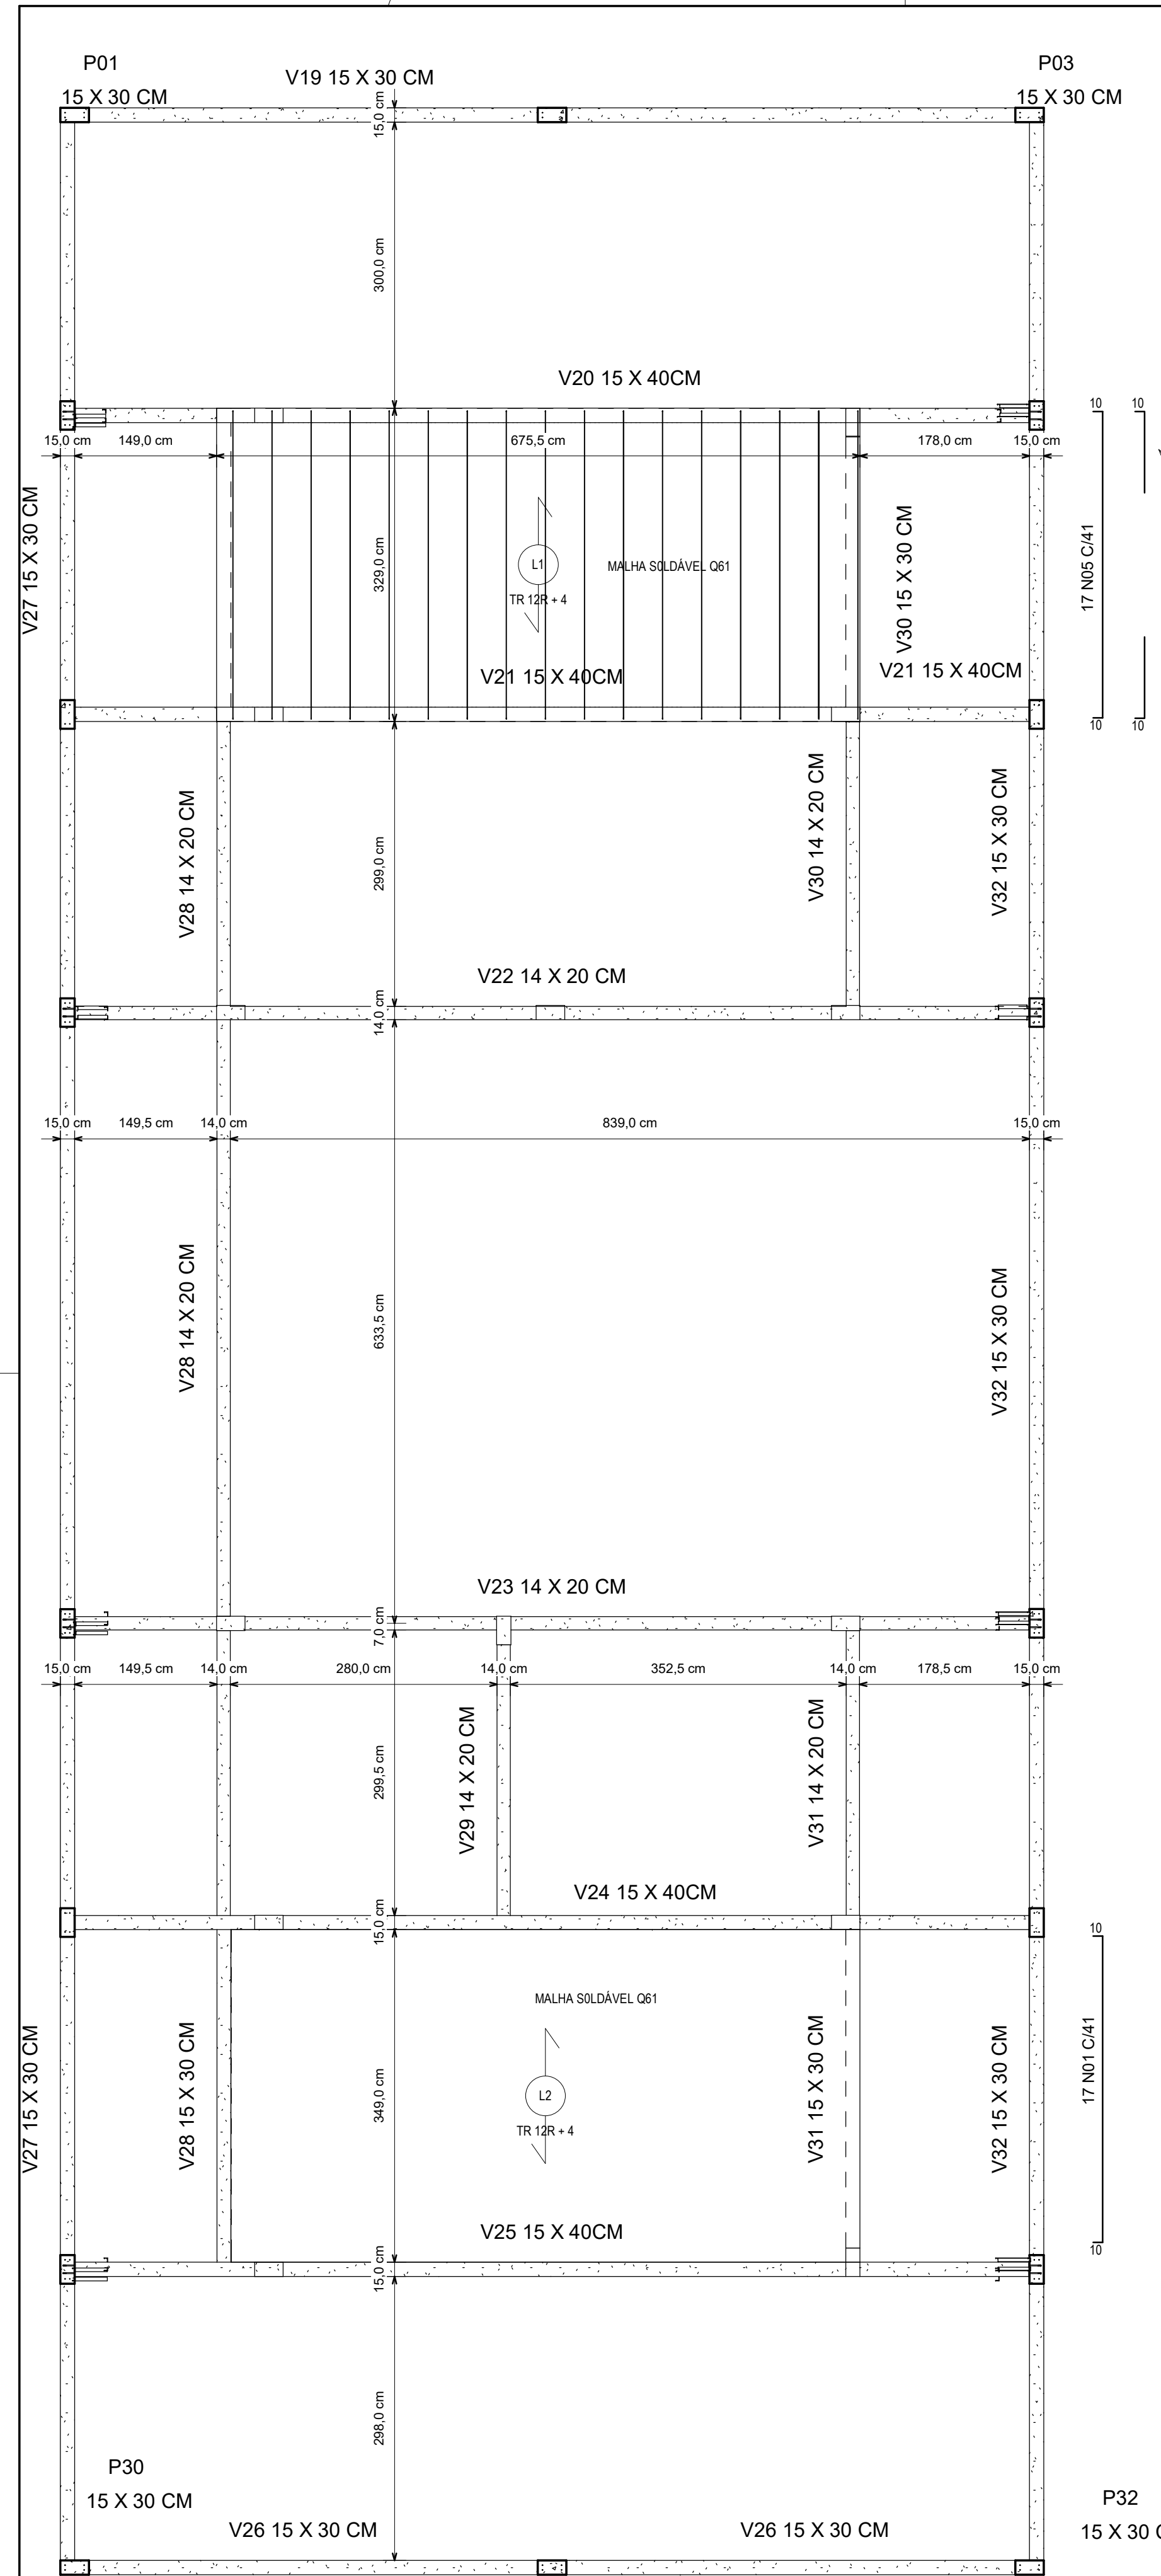 P01
15 X 30 CM
V19 15 X 30 CM
P03
15 X 30 CM
15,0 cm
300,0 cm
V20 15 X 40CM
15,0 cm
149,0 cm
675,5 cm
178,0 cm
15,0 cm
10
10
V27 15 X 30 CM
329,0 cm
L1
TR 12R + 4
MALHA S0LDÁVEL Q61
V30 15 X 30 CM
17 N05 C/41
V21 15 X 40CM
V21 15 X 40CM
10
10
V28 14 X 20 CM
299,0 cm
V30 14 X 20 CM
V32 15 X 30 CM
V22 14 X 20 CM
14,0 cm
15,0 cm
149,5 cm
14,0 cm
839,0 cm
15,0 cm
V28 14 X 20 CM
633,5 cm
V32 15 X 30 CM
V23 14 X 20 CM
7,0 cm
15,0 cm
149,5 cm
14,0 cm
280,0 cm
14,0 cm
352,5 cm
14,0 cm
178,5 cm
15,0 cm
299,5 cm
V29 14 X 20 CM
V31 14 X 20 CM
V24 15 X 40CM
15,0 cm
10
MALHA S0LDÁVEL Q61
V27 15 X 30 CM
V28 15 X 30 CM
349,0 cm
L2
TR 12R + 4
V31 15 X 30 CM
V32 15 X 30 CM
17 N01 C/41
V25 15 X 40CM
10
15,0 cm
298,0 cm
P30
15 X 30 CM
P32
15 X 30
V26 15 X 30 CM
V26 15 X 30 CM